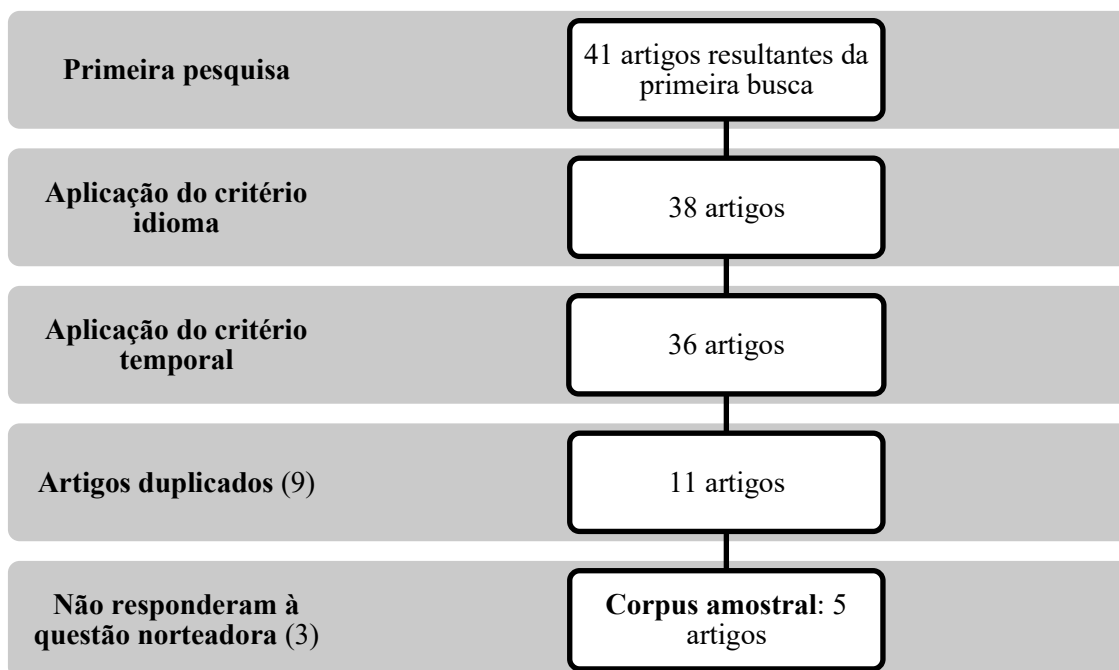 Primeira pesquisa
41 artigos resultantes da
primeira busca
Aplicação do critério
idioma
38 artigos
Aplicação do critério
temporal
36 artigos
Artigos duplicados (9)
11 artigos
Não responderam à
questão norteadora (3)
Corpus amostral: 5
artigos